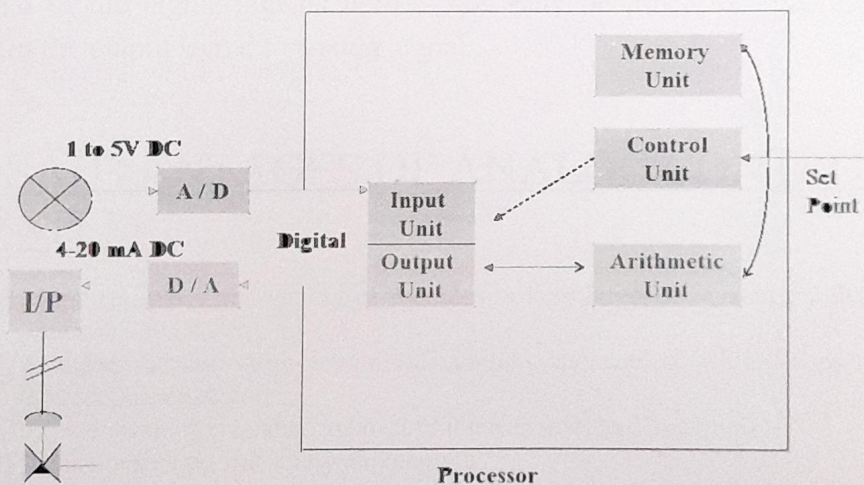 Memory
Unit
1 to 5V DC
Control
Unit
A / D
Set
Point
Input
Unit
Digital
4-20 mA DC
Output
Unit
Arithmetic
Unit
D / A
I/P
Processor